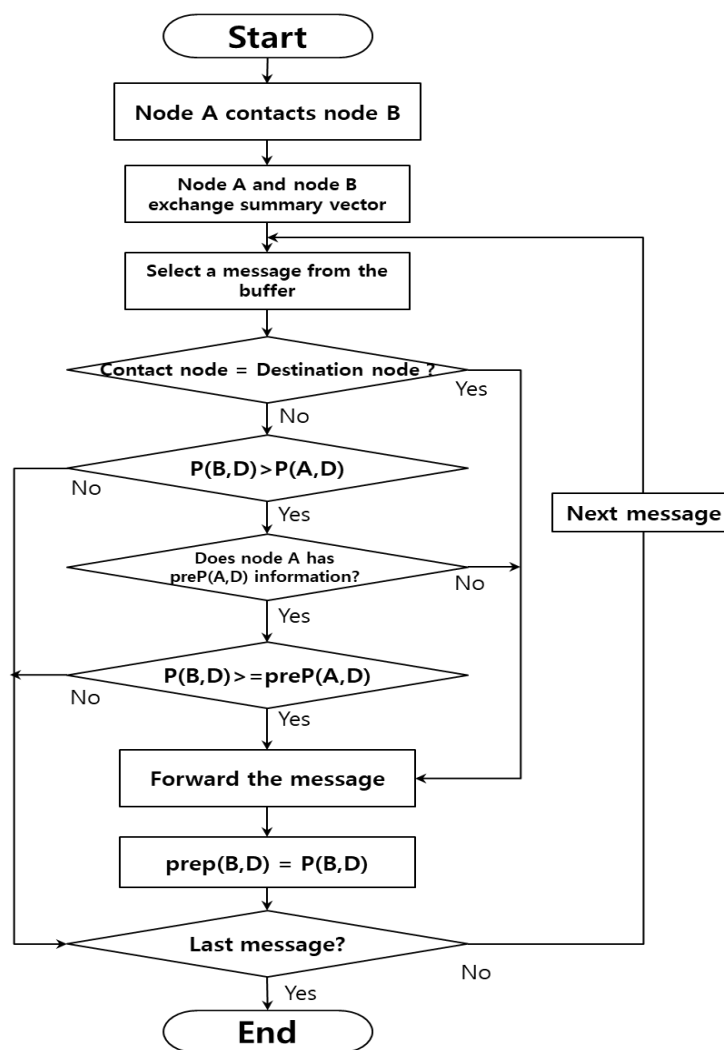 Start
Node A contacts node B
Node A and node B
exchange summary vector
Select a message from the
buffer
Contact node = Destination node ?
Yes
No
P(B,D)>P(A,D)
No
Yes
Next message
Does node A has
preP(A,D) information?
No
Yes
P(B,D)>=preP(A,D)
No
Yes
Forward the message
prep(B,D) = P(B,D)
Last message?
No
Yes
End